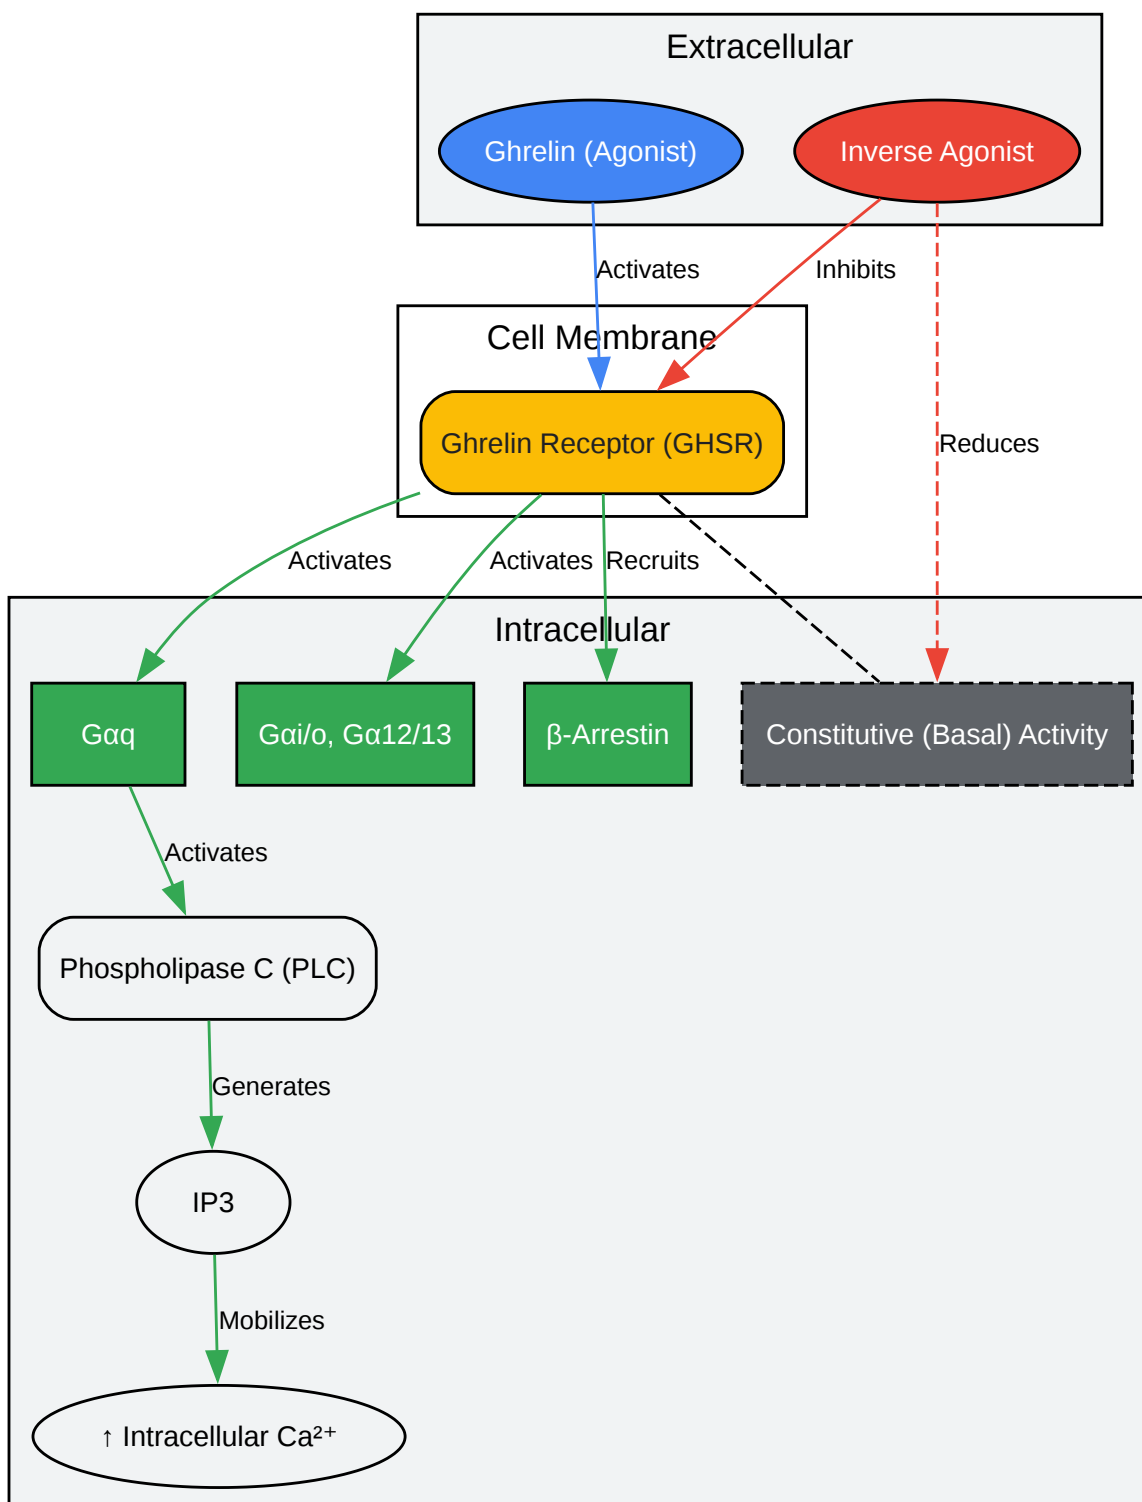 Extracellular
Ghrelin (Agonist)
Inverse Agonist
Activates
Inhibits
Cell Membrane
Ghrelin Receptor (GHSR)
Reduces
Activates
Activates
Recruits
Intracellular
Gαq
Gαi/o, Gα12/13
β-Arrestin
Constitutive (Basal) Activity
Activates
Phospholipase C (PLC)
Generates
IP3
Mobilizes
↑ Intracellular Ca²⁺